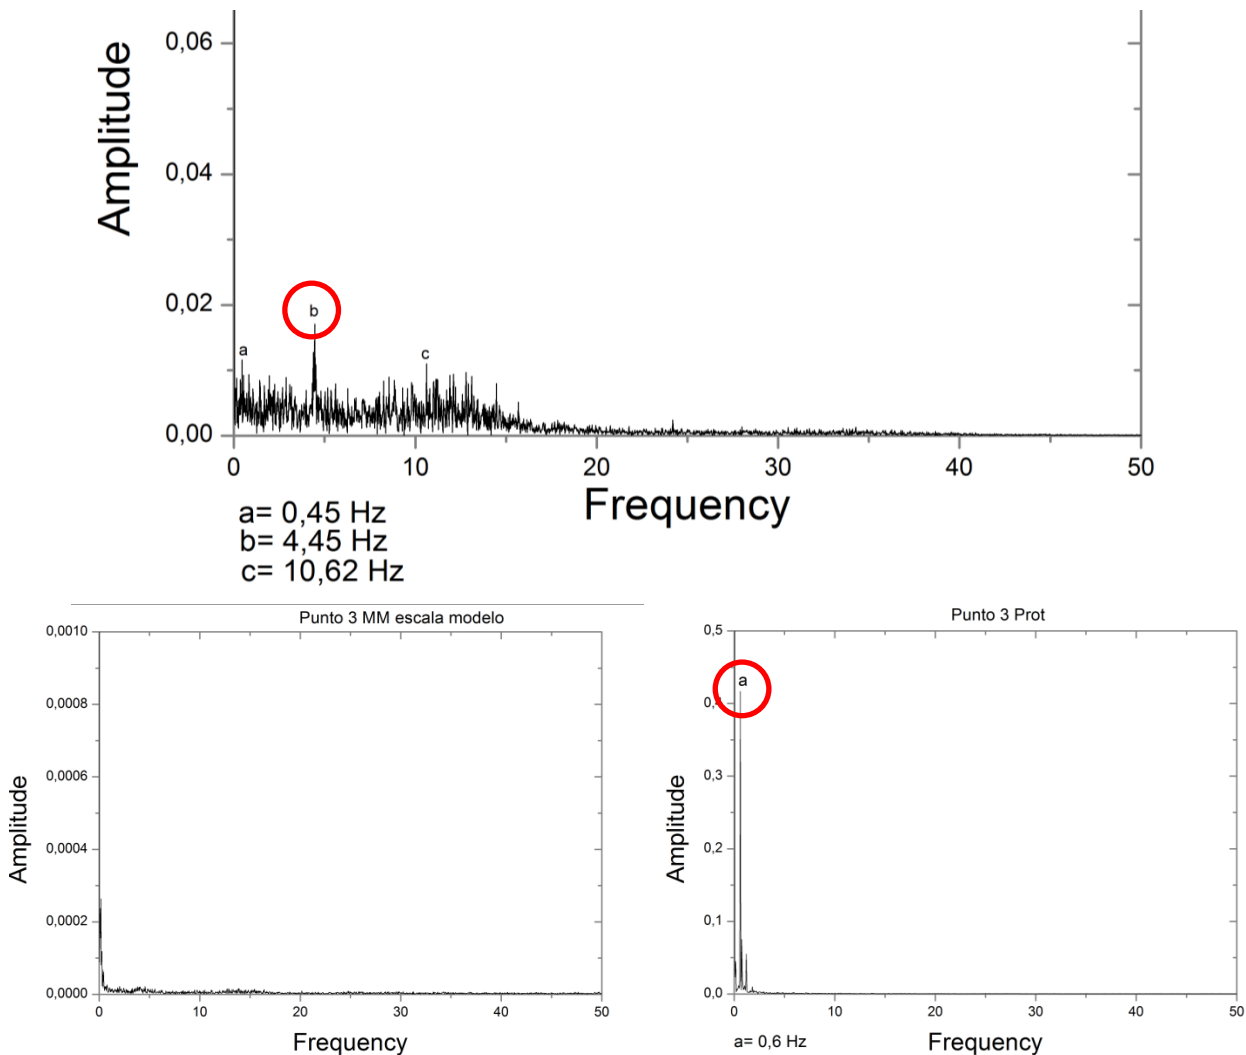 0,06
0,04
0,02
0,00
Amplitude
a
b
c
0 10 20 30 40 50
Frequency
a= 0,45 Hz
b= 4,45 Hz
c= 10,62 Hz
Punto 3 MM escala modelo
0,0010
0,0008
0,0006
0,0004
0,0002
0,0000
Amplitude
0 10 20 30 40 50
Frequency
Punto 3 Prot
0,5
0,3
0,2
0,1
0,0
Amplitude
a
0 10 20 30 40 50
a= 0,6 Hz
Frequency